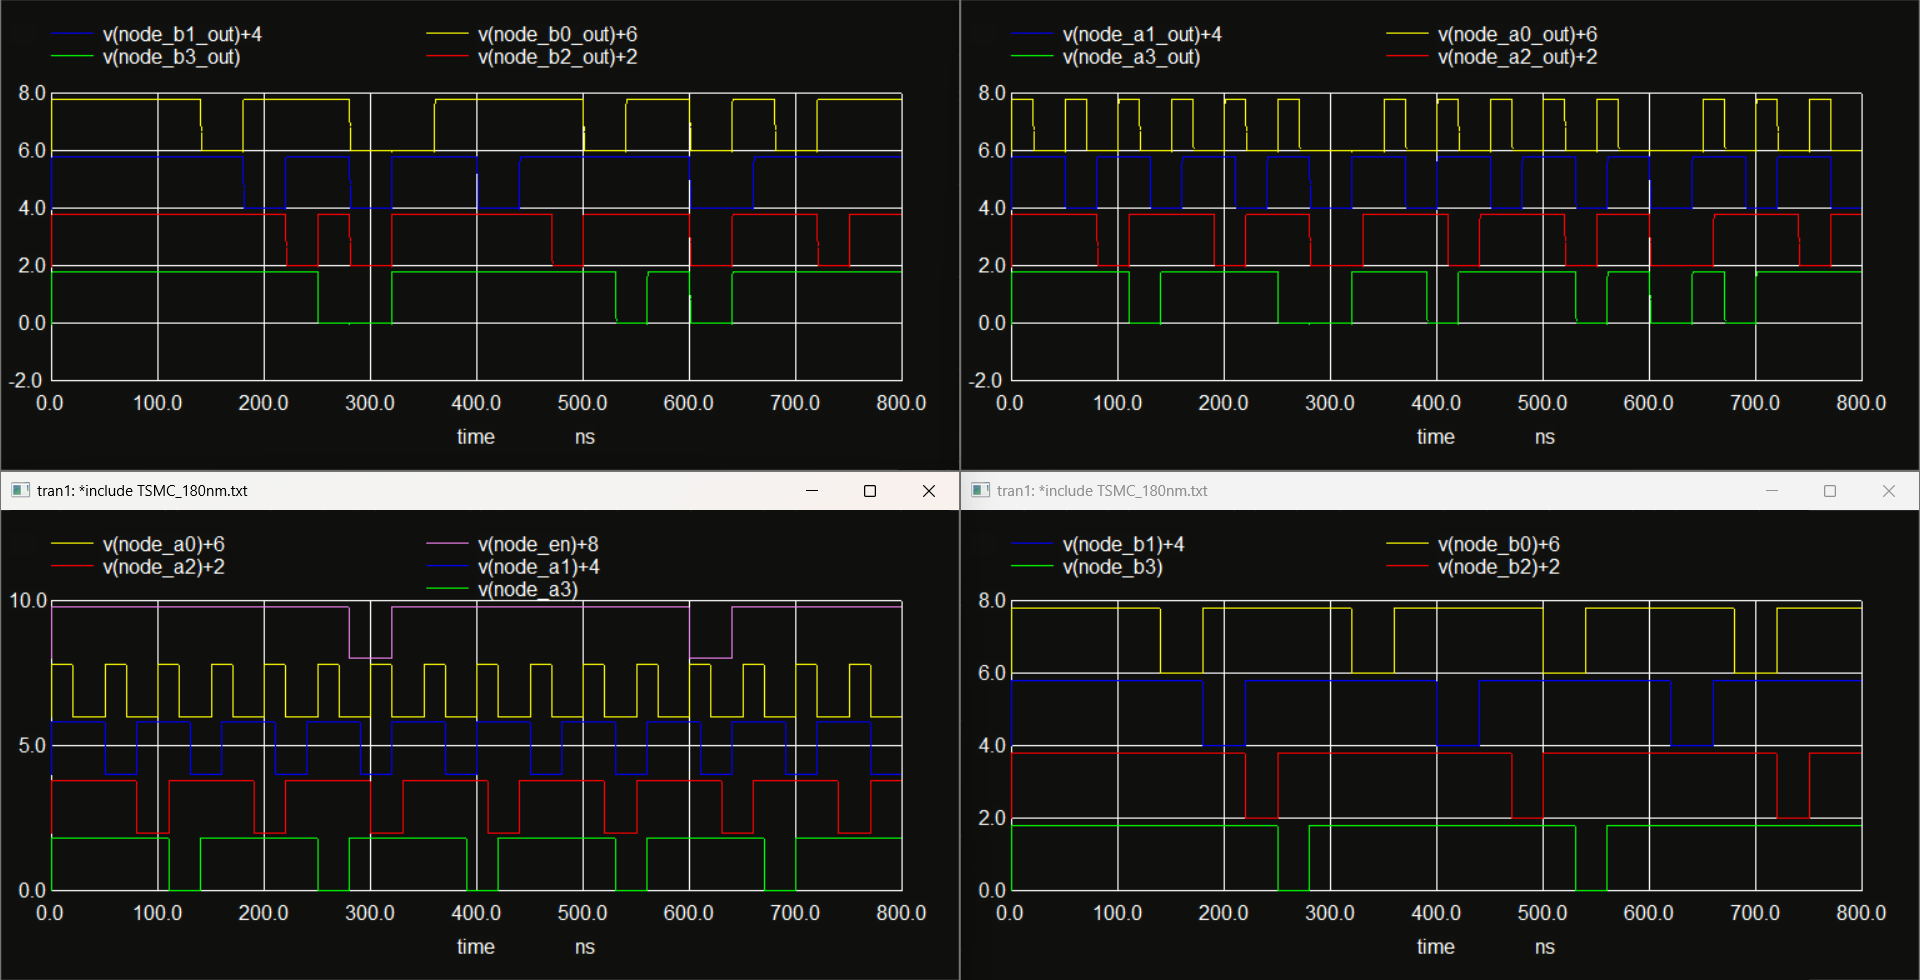 v(node_b1_out)+4 v(node_b0_out)+6
v(node_b3_out) v(node_b2_out)+2
8.0
6.0
4.0
2.0
0.0
-2.0
0.0 100.0 200.0 300.0 400.0 500.0 600.0 700.0 800.0
time ns
v(node_a1_out)+4 v(node_a0_out)+6
v(node_a3_out) v(node_a2_out)+2
8.0
6.0
4.0
2.0
0.0
-2.0
0.0 100.0 200.0 300.0 400.0 500.0 600.0 700.0 800.0
time ns
tran1: *include TSMC_180nm.txt
v(node_a0)+6 v(node_en)+8
v(node_a2)+2 v(node_a1)+4
v(node_a3)
10.0
5.0
0.0
0.0 100.0 200.0 300.0 400.0 500.0 600.0 700.0 800.0
time ns
tran1: *include TSMC_180nm.txt
v(node_b1)+4 v(node_b0)+6
v(node_b3) v(node_b2)+2
8.0
6.0
4.0
2.0
0.0
0.0 100.0 200.0 300.0 400.0 500.0 600.0 700.0 800.0
time ns